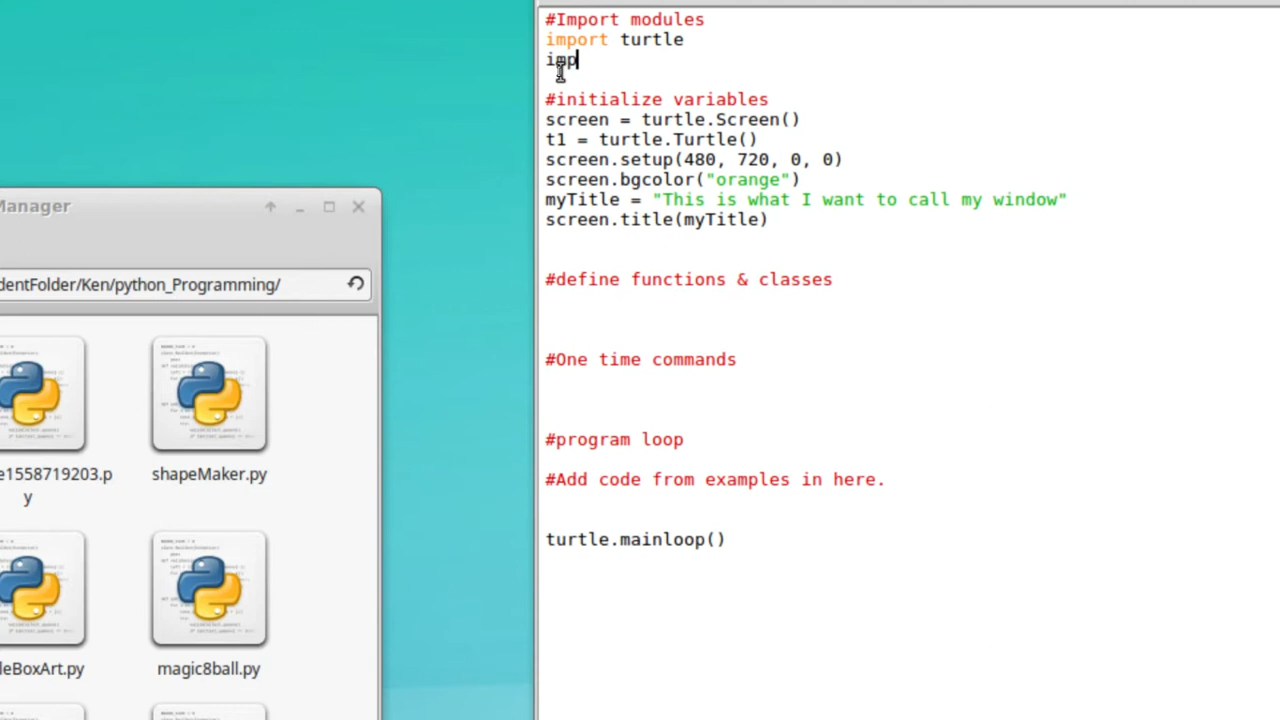 Manager
dentFolder/Ken/python_Programming/
e1558719203.p
y
shapeMaker.py
leBoxArt.py
magic8ball.py
#Import modules
import turtle
imp
#initialize variables
screen = turtle.Screen()
t1 = turtle.Turtle()
screen.setup(480, 720, 0, 0)
screen.bgcolor("orange")
myTitle = "This is what I want to call my window"
screen.title(myTitle)
#define functions & classes
#One time commands
#program loop
#Add code from examples in here.
turtle.mainloop()